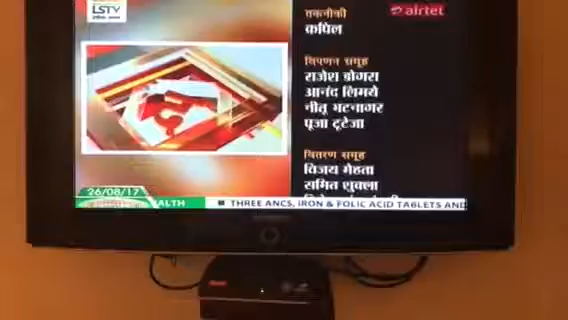 LSTV
airtel
तकनीकी
कपिल
विपणन समूह
राजेश डोगरा
आनंद लिमये
नीतू भटनागर
पूजा टूटेजा
वितरण समूह
विजय मेहता
समित शुक्ला
26/08/17
ALTH
■ THREE ANCS, IRON & FOLIC ACID TABLETS AND